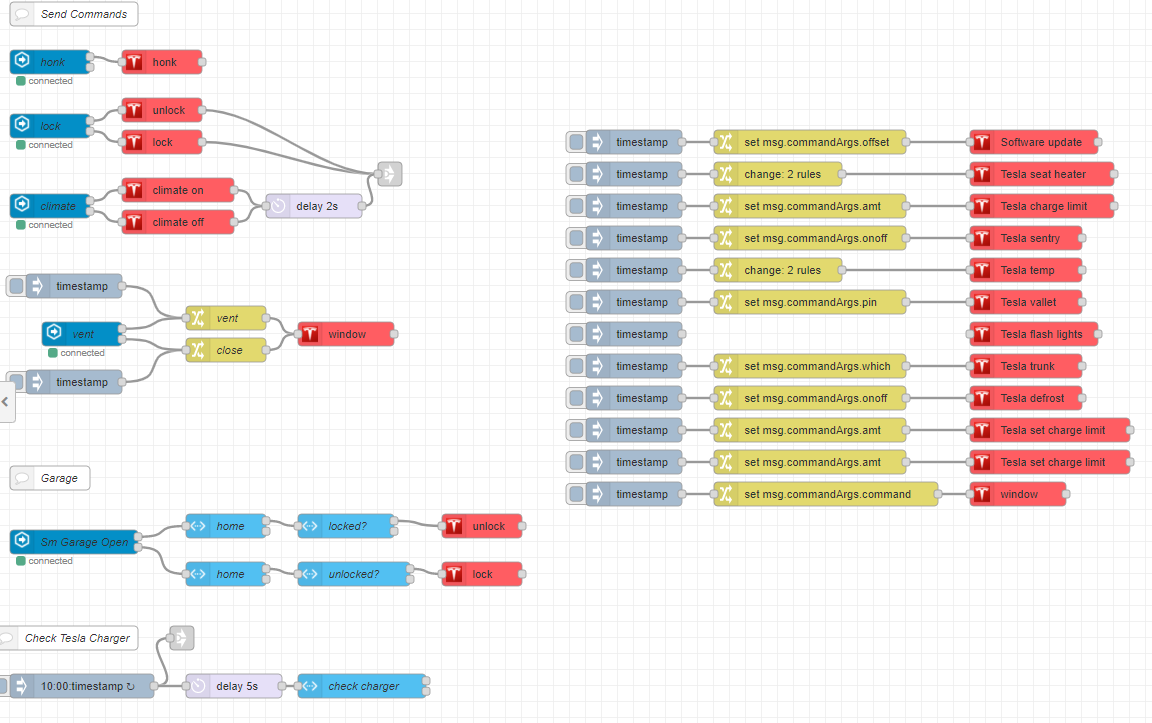 Send Commands
honk
honk
connected
unlock
lock
lock
connected
climate on
climate
delay 2s
climate off
connected
timestamp
vent
vent
window
connected
close
timestamp
Garage
home
locked?
unlock
Sm Garage Open
connected
home
unlocked?
lock
Check Tesla Charger
10:00:timestamp ↻
delay 5s
check charger
timestamp
set msg.commandArgs.offset
Software update
timestamp
change: 2 rules
Tesla seat heater
timestamp
set msg.commandArgs.amt
Tesla charge limit
timestamp
set msg.commandArgs.onoff
Tesla sentry
timestamp
change: 2 rules
Tesla temp
timestamp
set msg.commandArgs.pin
Tesla vallet
timestamp
Tesla flash lights
timestamp
set msg.commandArgs.which
Tesla trunk
timestamp
set msg.commandArgs.onoff
Tesla defrost
timestamp
set msg.commandArgs.amt
Tesla set charge limit
timestamp
set msg.commandArgs.amt
Tesla set charge limit
timestamp
set msg.commandArgs.command
window